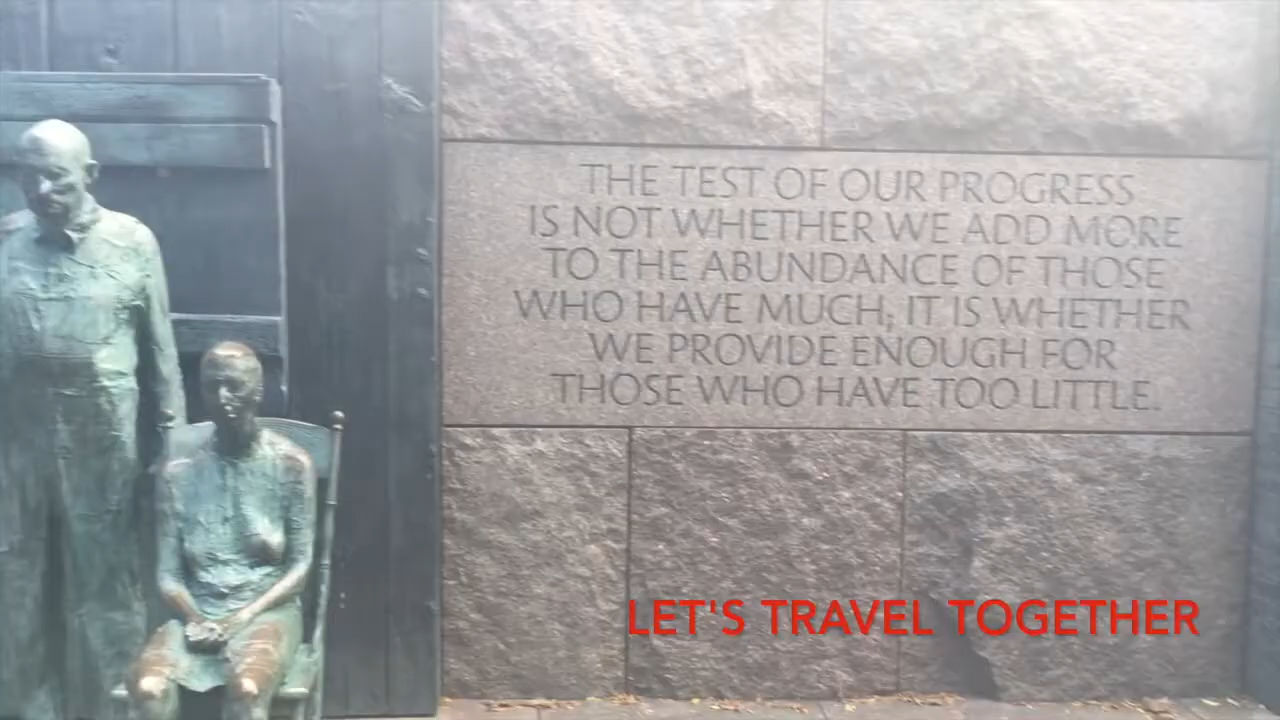 THE TEST OF OUR PROGRESS
IS NOT WHETHER WE ADD MORE
TO THE ABUNDANCE OF THOSE
WHO HAVE MUCH; IT IS WHETHER
WE PROVIDE ENOUGH FOR
THOSE WHO HAVE TOO LITTLE.
LET'S TRAVEL TOGETHER